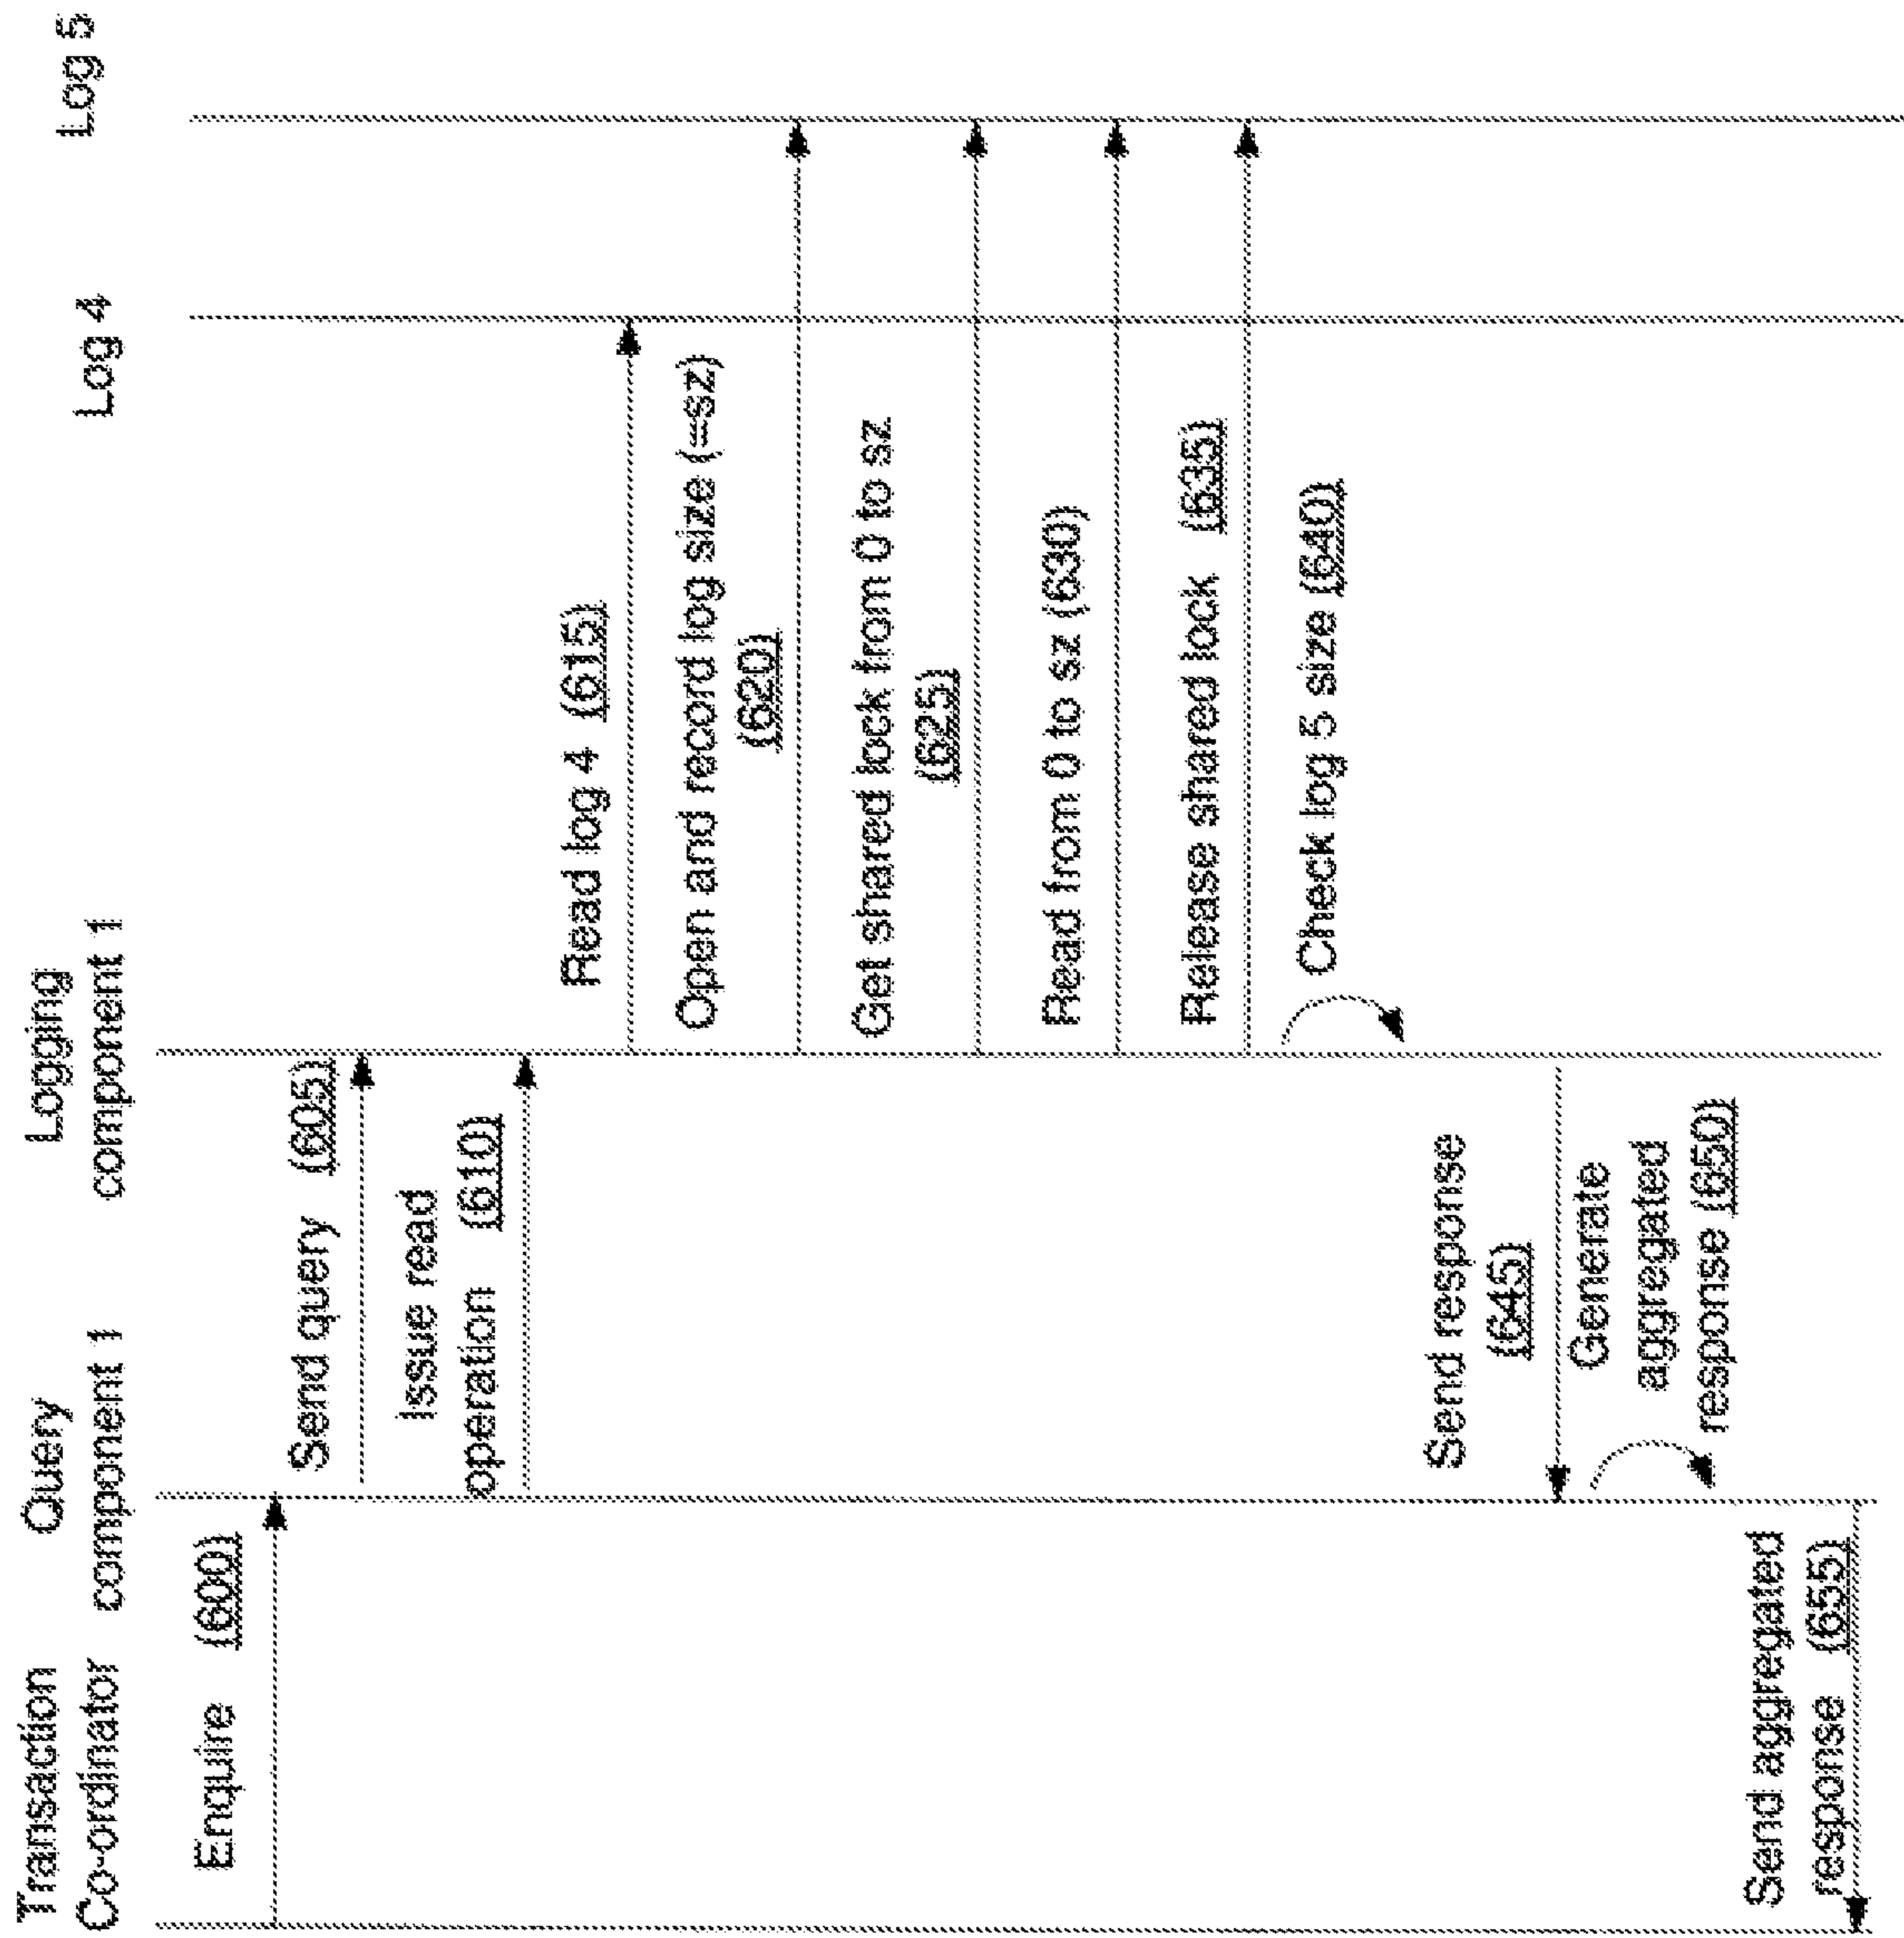 Transaction
Co-ordinator
Query
component 1
Logging
component 1
Log 4
Log 5
Enquire (600)
Send query (605)
Issue read
operation (610)
Read log 4 (615)
Open and record log size (=sz)
(620)
Get shared lock from 0 to sz
(625)
Read from 0 to sz (630)
Release shared lock (635)
Check log 5 size (640)
Send response
(645)
Generate
aggregated
response (650)
Send aggregated
response (655)